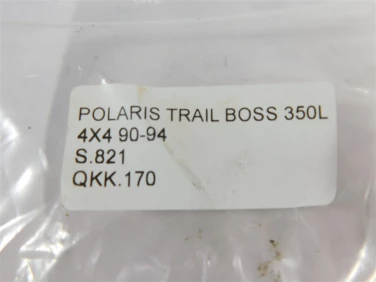 POLARIS TRAIL BOSS 350L
4X4 90-94
S.821
QKK.170